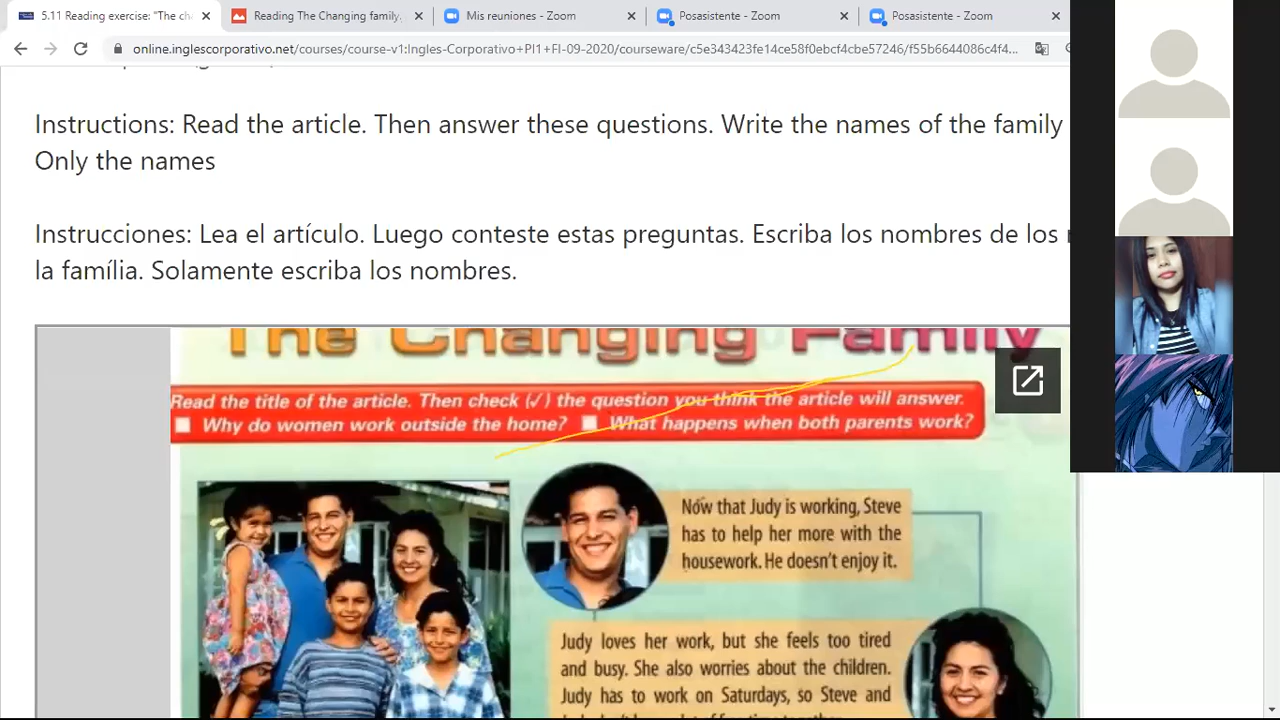 5.11 Reading exercise: "The ch
Reading The Changing family.
Mis reuniones - Zoom
Posasistente - Zoom
Posasistente - Zoom
online.inglescorporativo.net/courses/course-v1:Ingles-Corporativo+PI1+FI-09-2020/courseware/c5e343423fe14ce58f0ebcf4cbe57246/f55b6644086c4f4...
Instructions: Read the article. Then answer these questions. Write the names of the family
Only the names
Instrucciones: Lea el artículo. Luego conteste estas preguntas. Escriba los nombres de los
la família. Solamente escriba los nombres.
The Changing Family
Read the title of the article. Then check (✓) the question you think the article will answer.
Why do women work outside the home? What happens when both parents work?
Now that Judy is working, Steve
has to help her more with the
housework. He doesn't enjoy it.
Judy loves her work, but she feels too tired
and busy. She also worries about the children.
Judy has to work on Saturdays, so Steve and